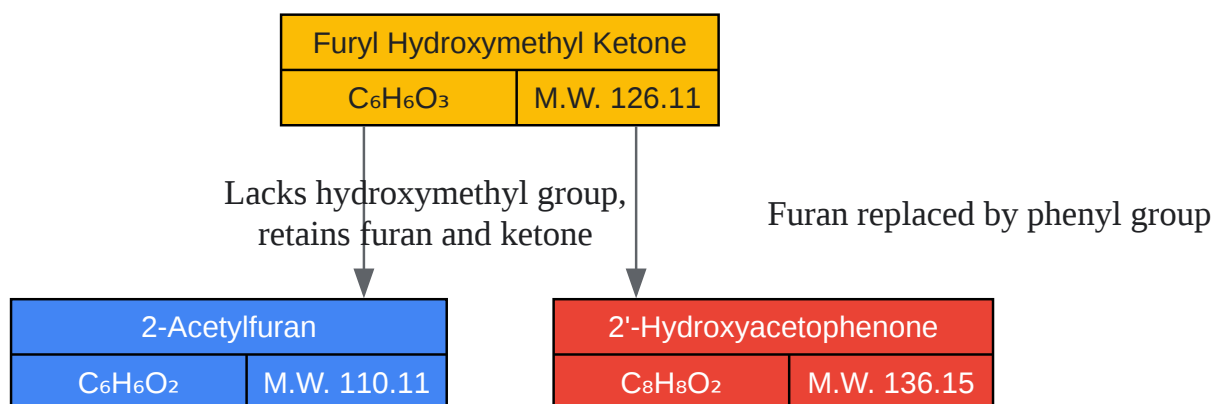 Furyl Hydroxymethyl Ketone
C₆H₆O₃
M.W. 126.11
Lacks hydroxymethyl group,
retains furan and ketone
Furan replaced by phenyl group
2-Acetylfuran
C₆H₆O₂
M.W. 110.11
2'-Hydroxyacetophenone
C₈H₈O₂
M.W. 136.15